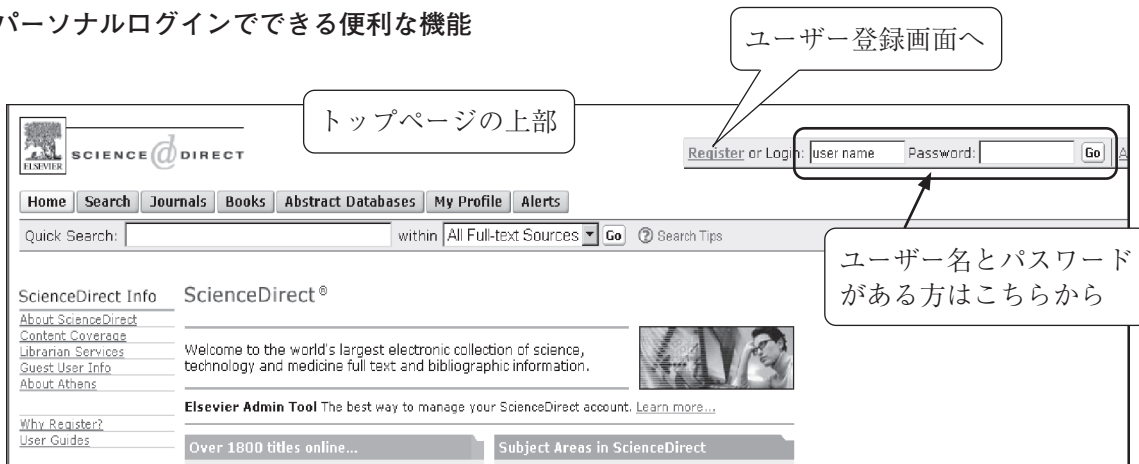 パーソナルログインでできる便利な機能
ユーザー登録画面へ
トップページの上部
ELSEVIER
SCIENCE @ DIRECT
Register or Login: user name Password: Go A
Home Search Journals Books Abstract Databases My Profile Alerts
Quick Search: within All Full-text Sources Go ? Search Tips
ユーザー名とパスワード
がある方はこちらから
ScienceDirect Info
About ScienceDirect
Content Coverage
Librarian Services
Guest User Info
About Athens
Why Register?
User Guides
ScienceDirect®
Welcome to the world's largest electronic collection of science,
technology and medicine full text and bibliographic information.
Elsevier Admin Tool The best way to manage your ScienceDirect account. Learn more...
Over 1800 titles online...
Subject Areas in ScienceDirect